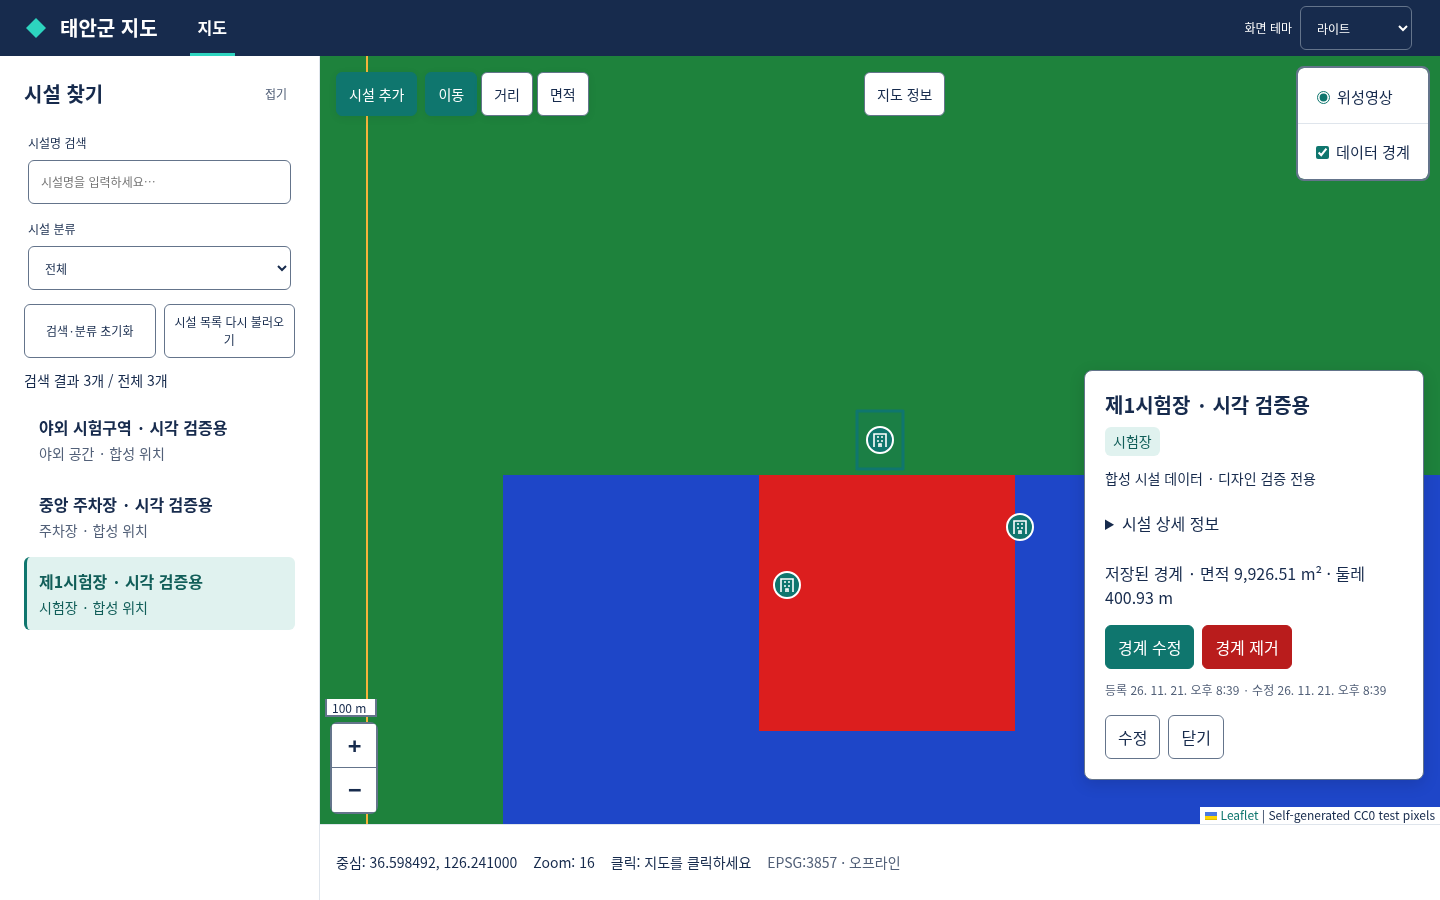 태안군 지도
지도
화면 테마
라이트
시설 찾기
접기
시설명 검색
시설명을 입력하세요…
시설 분류
전체
검색·분류 초기화
시설 목록 다시 불러오
기
검색 결과 3개 / 전체 3개
야외 시험구역 · 시각 검증용
야외 공간 · 합성 위치
중앙 주차장 · 시각 검증용
주차장 · 합성 위치
제1시험장 · 시각 검증용
시험장 · 합성 위치
시설 추가
이동
거리
면적
지도 정보
위성영상
데이터 경계
제1시험장 · 시각 검증용
시험장
합성 시설 데이터 · 디자인 검증 전용
▶ 시설 상세 정보
저장된 경계 · 면적 9,926.51 m² · 둘레
400.93 m
경계 수정
경계 제거
등록 26. 11. 21. 오후 8:39 · 수정 26. 11. 21. 오후 8:39
수정
닫기
100 m
+
−
Leaflet | Self-generated CC0 test pixels
중심: 36.598492, 126.241000
Zoom: 16
클릭: 지도를 클릭하세요
EPSG:3857 · 오프라인